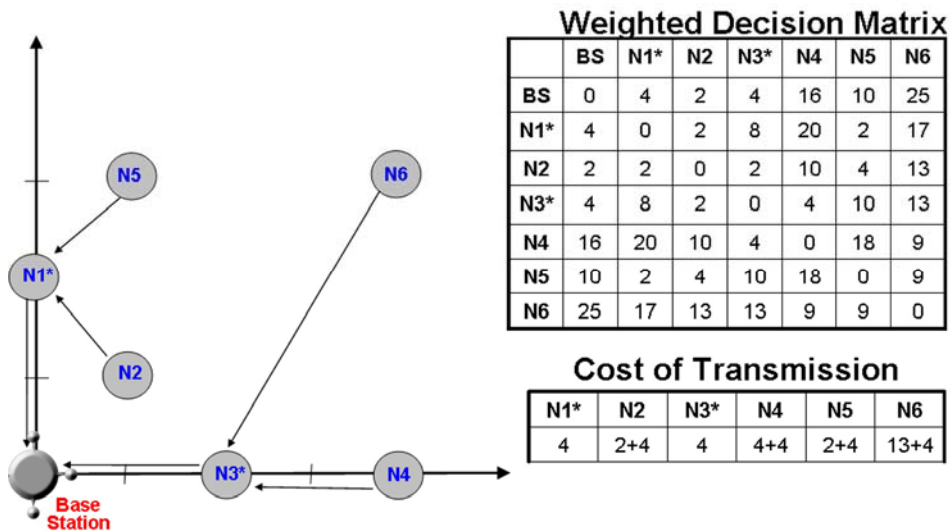 Weighted Decision Matrix
BS N1* N2 N3* N4 N5 N6
BS 0 4 2 4 16 10 25
N1* 4 0 2 8 20 2 17
N2 2 2 0 2 10 4 13
N3* 4 8 2 0 4 10 13
N4 16 20 10 4 0 18 9
N5 10 2 4 10 18 0 9
N6 25 17 13 13 9 9 0
Cost of Transmission
N1* N2 N3* N4 N5 N6
4 2+4 4 4+4 2+4 13+4
N5
N6
N1*
N2
N3*
N4
Base
Station